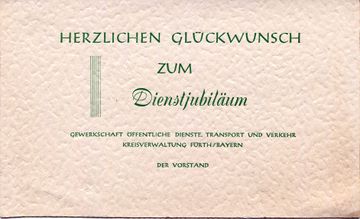 HERZLICHEN GLÜCKWUNSCH
ZUM
Dienstjubiläum
GEWERKSCHAFT ÖFFENTLICHE DIENSTE, TRANSPORT UND VERKEHR
KREISVERWALTUNG FÜRTH/BAYERN
DER VORSTAND